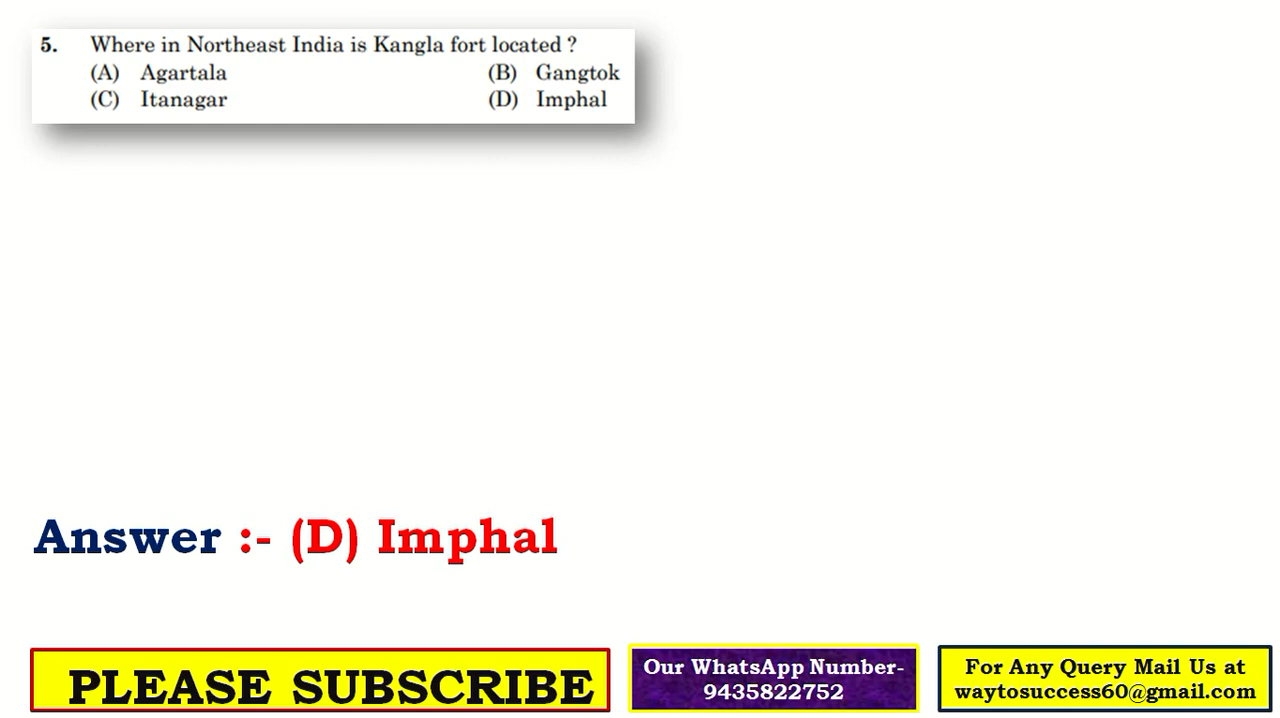 5. Where in Northeast India is Kangla fort located ?
(A) Agartala (B) Gangtok
(C) Itanagar (D) Imphal
Answer :- (D) Imphal
PLEASE SUBSCRIBE
Our WhatsApp Number-
9435822752
For Any Query Mail Us at
waytosuccess60@gmail.com